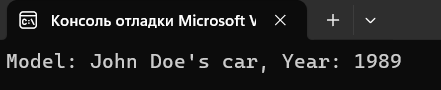 Консоль отладки Microsoft V
Model: John Doe's car, Year: 1989